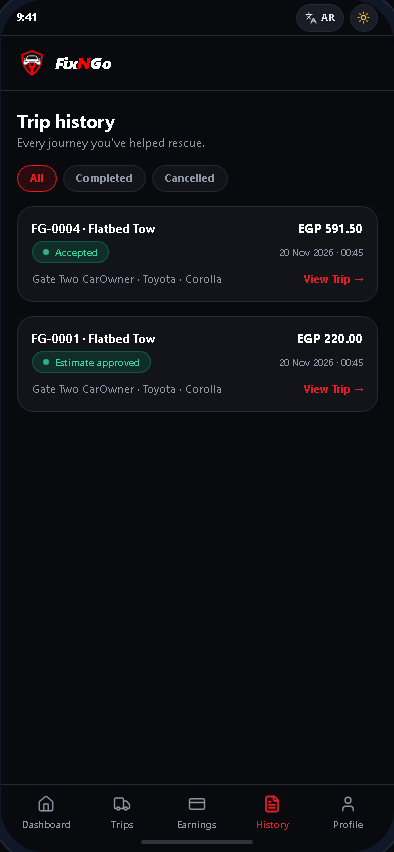 9:41
AR
FixNGo
Trip history
Every journey you've helped rescue.
All
Completed
Cancelled
FG-0004 · Flatbed Tow
EGP 591.50
Accepted
20 Nov 2026 · 00:45
Gate Two CarOwner · Toyota · Corolla
View Trip →
FG-0001 · Flatbed Tow
EGP 220.00
Estimate approved
20 Nov 2026 · 00:45
Gate Two CarOwner · Toyota · Corolla
View Trip →
Dashboard
Trips
Earnings
History
Profile